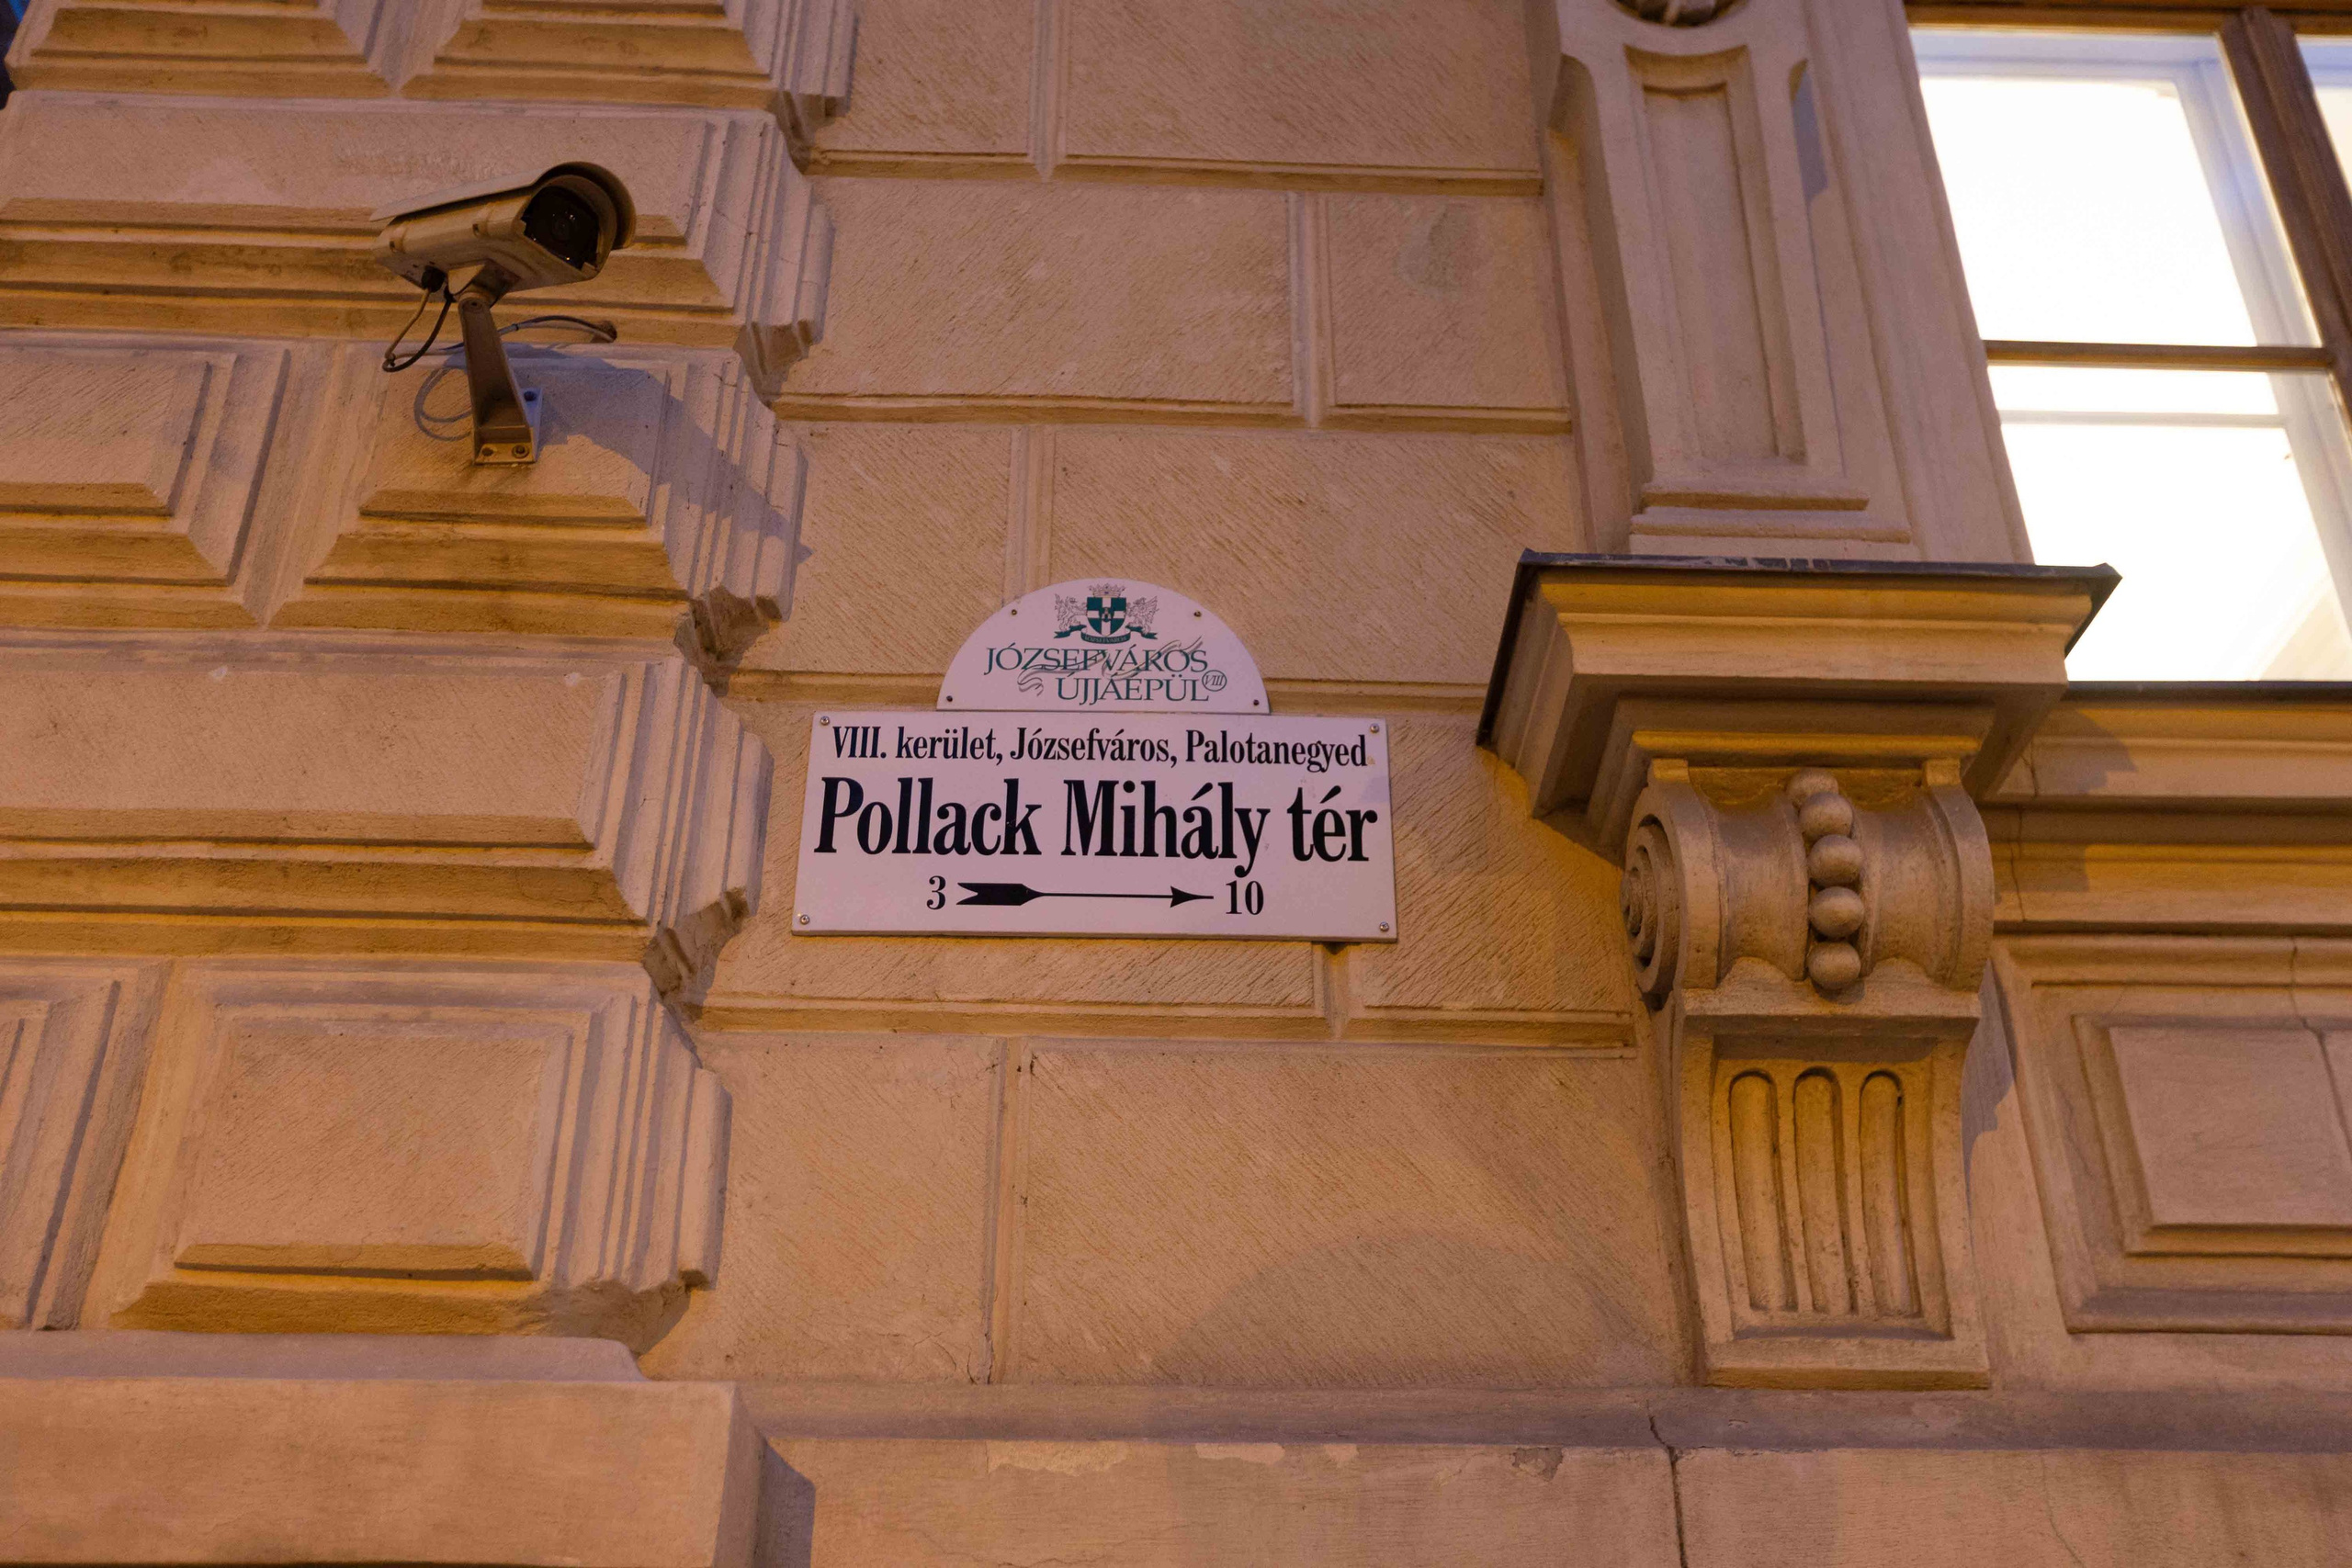 JÓZSEFVÁROS
ÚJJÁÉPÜL VIII
VIII. kerület, Józsefváros, Palotanegyed
Pollack Mihály tér
3 10